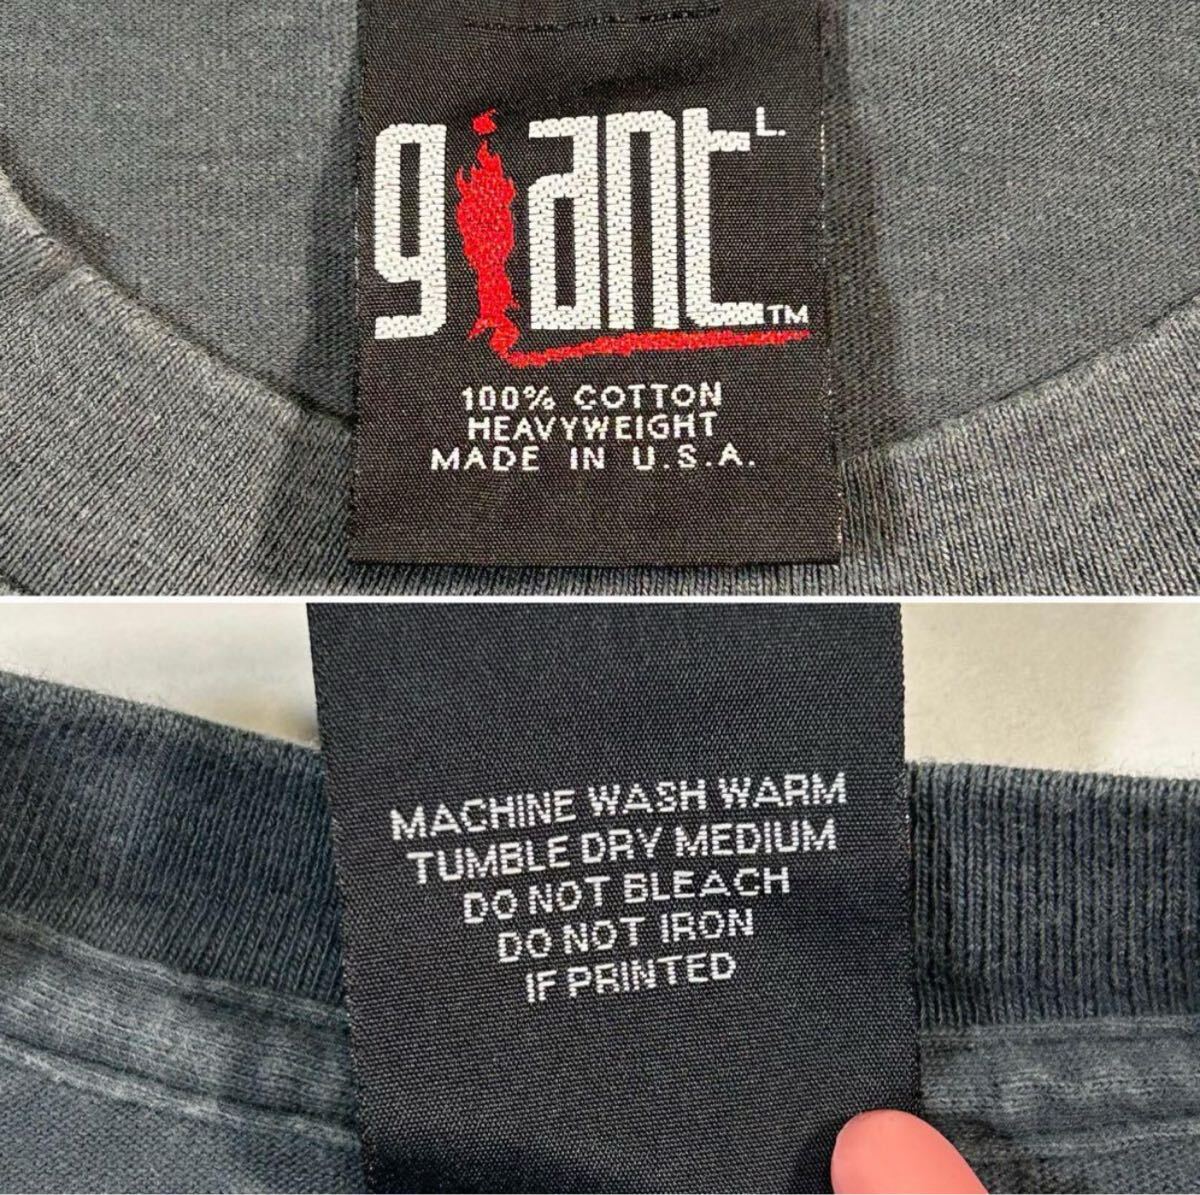 giant L.
TM
100% COTTON
HEAVYWEIGHT
MADE IN U.S.A.
MACHINE WASH WARM
TUMBLE DRY MEDIUM
DO NOT BLEACH
DO NOT IRON
IF PRINTED